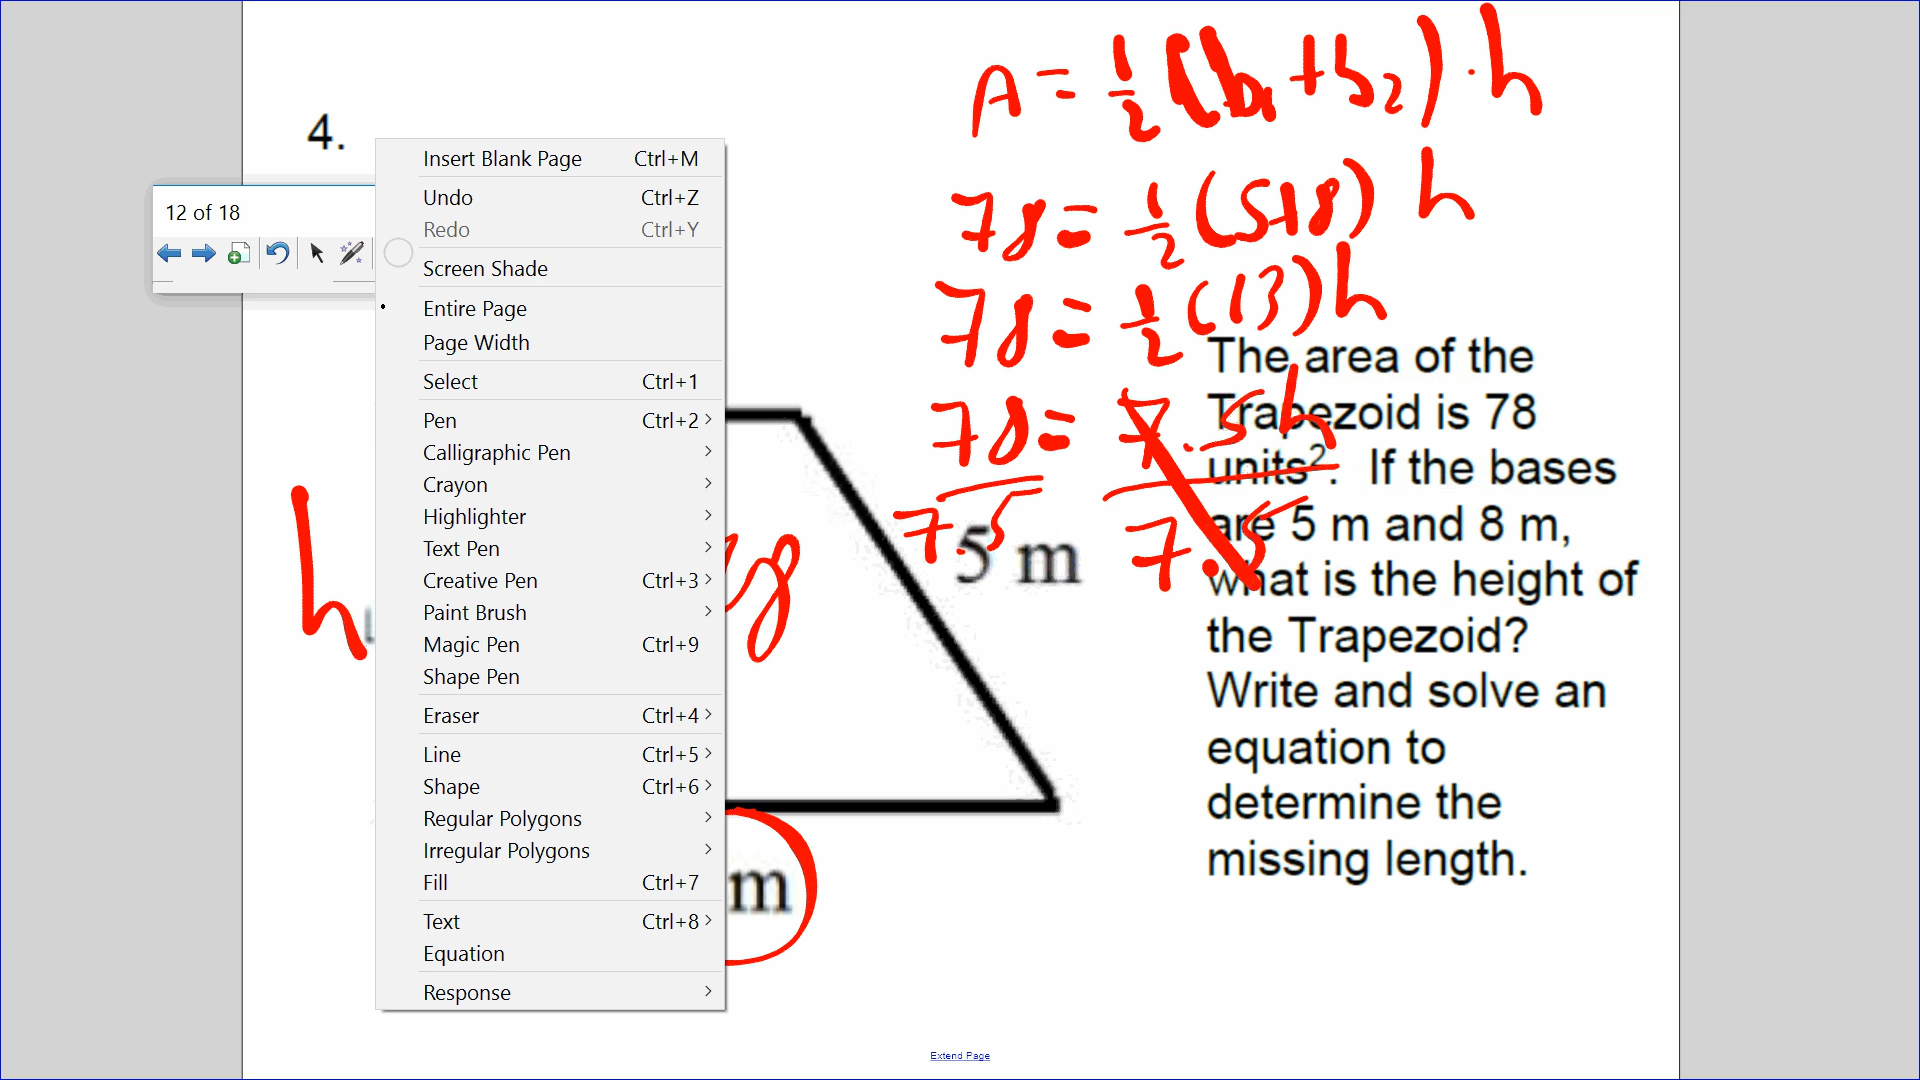 4.
12 of 18
Insert Blank Page Ctrl+M
Undo Ctrl+Z
Redo Ctrl+Y
Screen Shade
Entire Page
Page Width
Select Ctrl+1
Pen Ctrl+2
Calligraphic Pen
Crayon
Highlighter
Text Pen
Creative Pen Ctrl+3
Paint Brush
Magic Pen Ctrl+9
Shape Pen
Eraser Ctrl+4
Line Ctrl+5
Shape Ctrl+6
Regular Polygons
Irregular Polygons
Fill Ctrl+7
Text Ctrl+8
Equation
Response
h
8
5 m
m
A = 1/2 (b1 + b2) · h
78 = 1/2 (5+8) h
78 = 1/2 (13) h
78 = 7.5h
7.5 7.5
The area of the
Trapezoid is 78
units². If the bases
are 5 m and 8 m,
what is the height of
the Trapezoid?
Write and solve an
equation to
determine the
missing length.
Extend Page